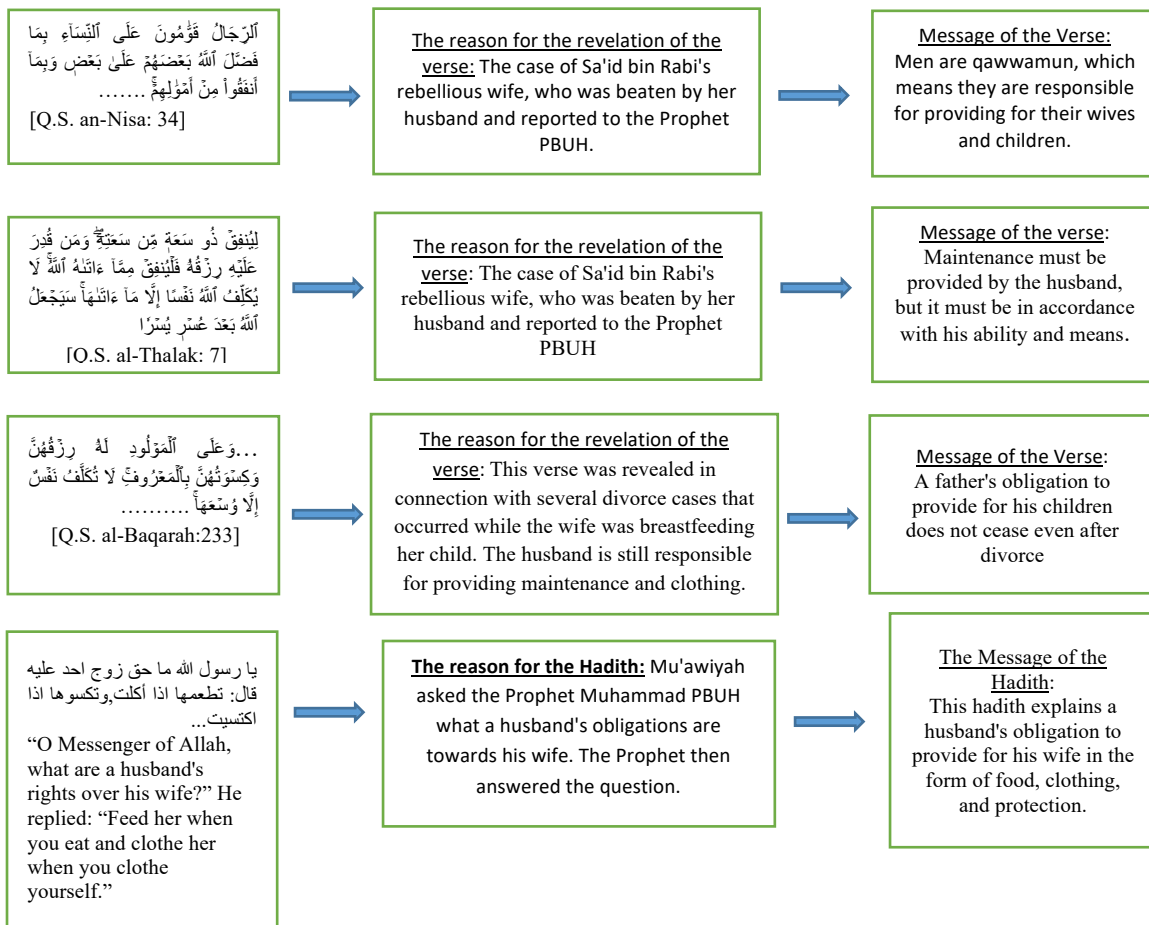 ٱلرِّجَالُ قَوَّٰمُونَ عَلَى ٱلنِّسَآءِ بِمَا
فَضَّلَ ٱللَّهُ بَعۡضَهُمۡ عَلَىٰ بَعۡضٖ وَبِمَآ
أَنفَقُواْ مِنۡ أَمۡوَٰلِهِمۡۚ .......
[Q.S. an-Nisa: 34]
The reason for the revelation of the
verse: The case of Sa'id bin Rabi's
rebellious wife, who was beaten by her
husband and reported to the Prophet
PBUH.
Message of the Verse:
Men are qawwamun, which
means they are responsible
for providing for their wives
and children.
لِيُنفِقۡ ذُو سَعَةٖ مِّن سَعَتِهِۦۖ وَمَن قُدِرَ
عَلَيۡهِ رِزۡقُهُۥ فَلۡيُنفِقۡ مِمَّآ ءَاتَىٰهُ ٱللَّهُۚ لَا
يُكَلِّفُ ٱللَّهُ نَفۡسًا إِلَّا مَآ ءَاتَىٰهَاۚ سَيَجۡعَلُ
ٱللَّهُ بَعۡدَ عُسۡرٖ يُسۡرٗا
[Q.S. al-Thalak: 7]
The reason for the revelation of the
verse: The case of Sa'id bin Rabi's
rebellious wife, who was beaten by her
husband and reported to the Prophet
PBUH
Message of the verse:
Maintenance must be
provided by the husband,
but it must be in accordance
with his ability and means.
...وَعَلَى ٱلۡمَوۡلُودِ لَهُۥ رِزۡقُهُنَّ
وَكِسۡوَتُهُنَّ بِٱلۡمَعۡرُوفِۚ لَا تُكَلَّفُ نَفۡسٌ
إِلَّا وُسۡعَهَاۚ ..........
[Q.S. al-Baqarah:233]
The reason for the revelation of the
verse: This verse was revealed in
connection with several divorce cases that
occurred while the wife was breastfeeding
her child. The husband is still responsible
for providing maintenance and clothing.
Message of the Verse:
A father's obligation to
provide for his children
does not cease even after
divorce
يا رسول الله ما حق زوج احد عليه
قال: تطعمها اذا أكلت,وتكسوها اذا
اكتسيت...
“O Messenger of Allah,
what are a husband's
rights over his wife?” He
replied: “Feed her when
you eat and clothe her
when you clothe
yourself.”
The reason for the Hadith: Mu'awiyah
asked the Prophet Muhammad PBUH
what a husband's obligations are
towards his wife. The Prophet then
answered the question.
The Message of the
Hadith:
This hadith explains a
husband's obligation to
provide for his wife in the
form of food, clothing,
and protection.